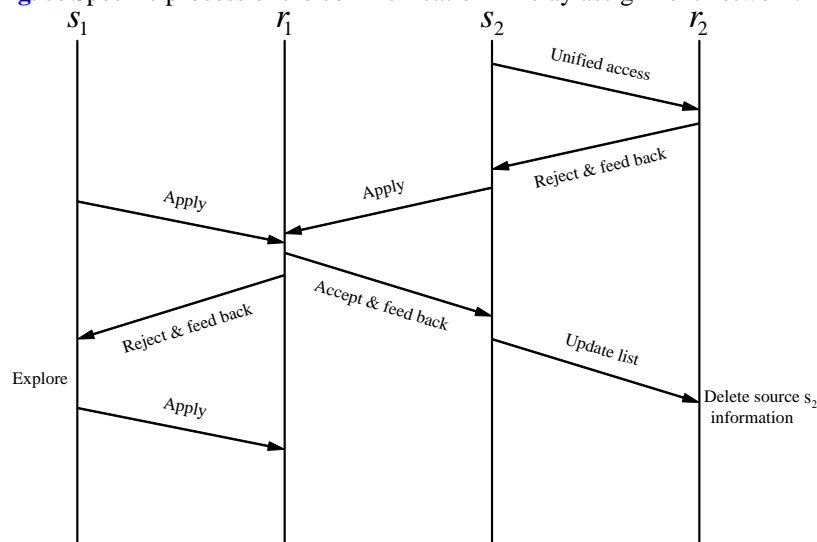 s1 r1 s2 r2
Unified access
Reject & feed back
Apply
Apply
Accept & feed back
Reject & feed back
Update list
Explore
Delete source s2
information
Apply